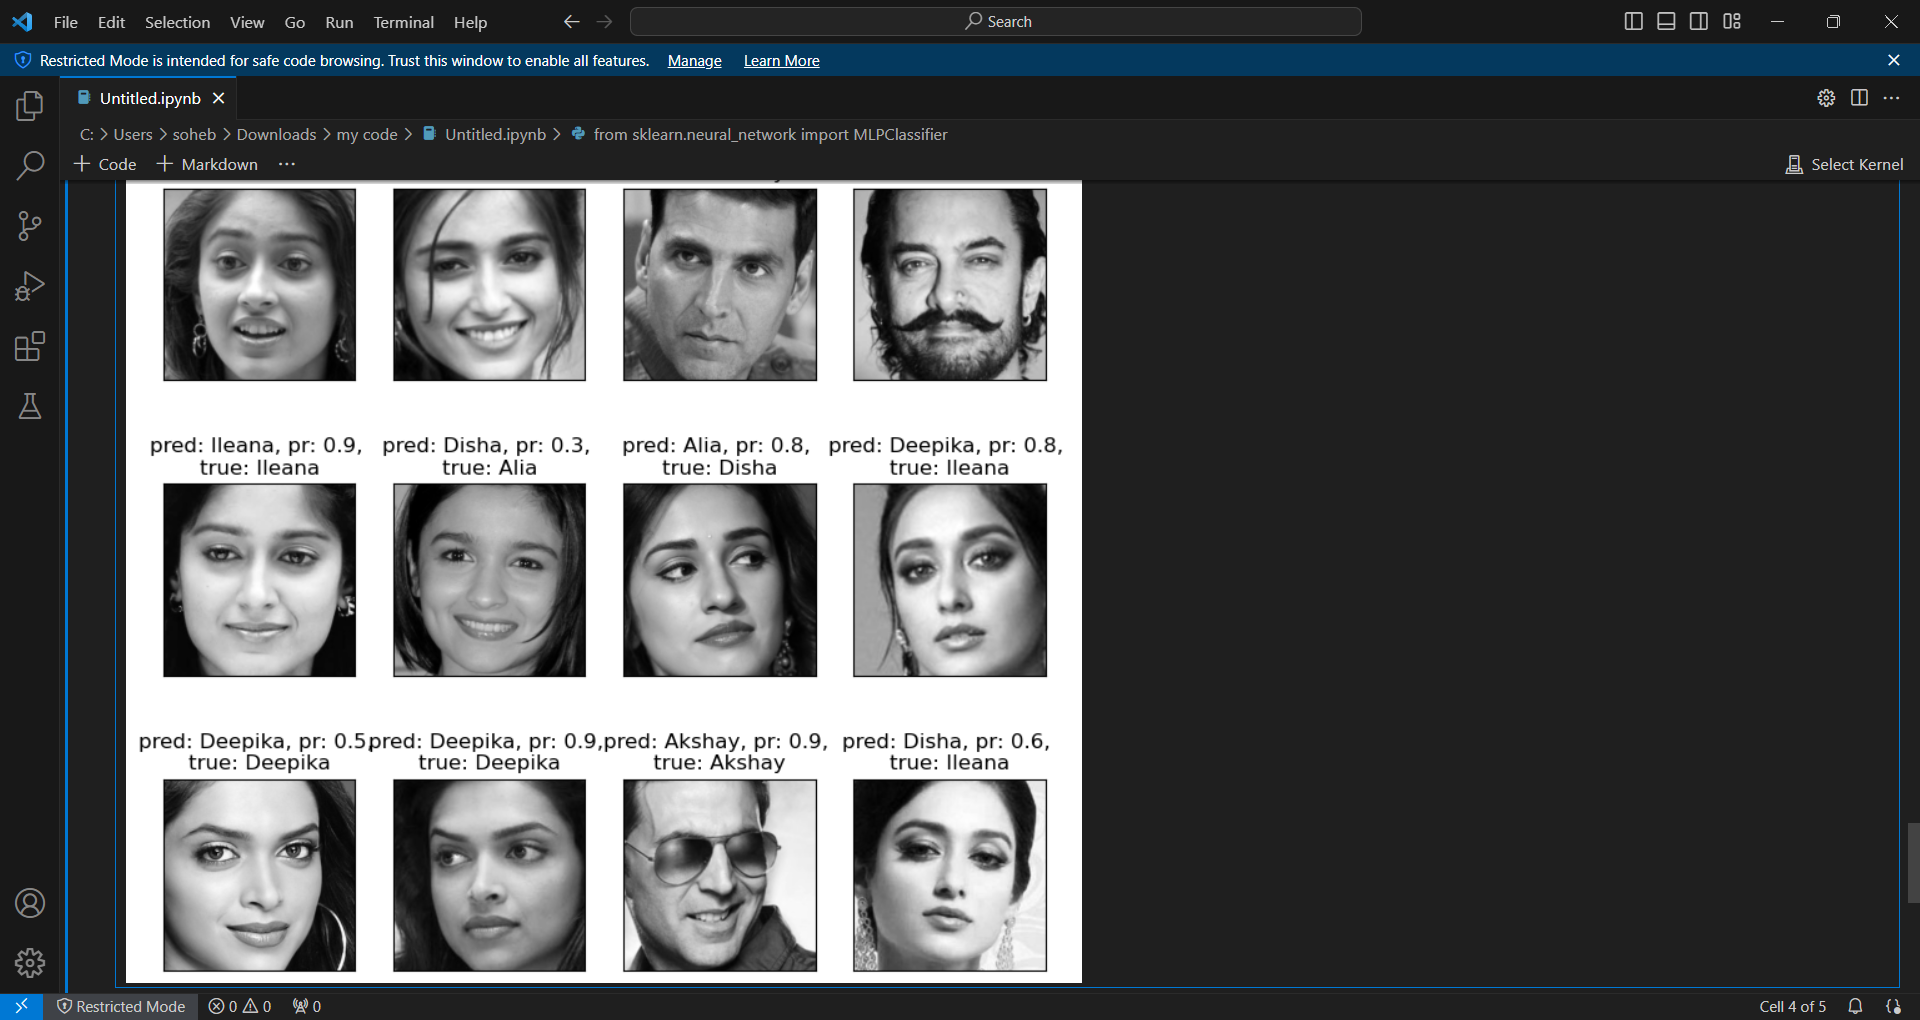 File Edit Selection View Go Run Terminal Help
Search
Restricted Mode is intended for safe code browsing. Trust this window to enable all features. Manage Learn More
Untitled.ipynb
C: > Users > soheb > Downloads > my code > Untitled.ipynb > from sklearn.neural_network import MLPClassifier
+ Code + Markdown ...
Select Kernel
pred: Ileana, pr: 0.9, pred: Disha, pr: 0.3, pred: Alia, pr: 0.8, pred: Deepika, pr: 0.8,
true: Ileana true: Alia true: Disha true: Ileana
pred: Deepika, pr: 0.5, pred: Deepika, pr: 0.9, pred: Akshay, pr: 0.9, pred: Disha, pr: 0.6,
true: Deepika true: Deepika true: Akshay true: Ileana
Restricted Mode 0 0 0
Cell 4 of 5